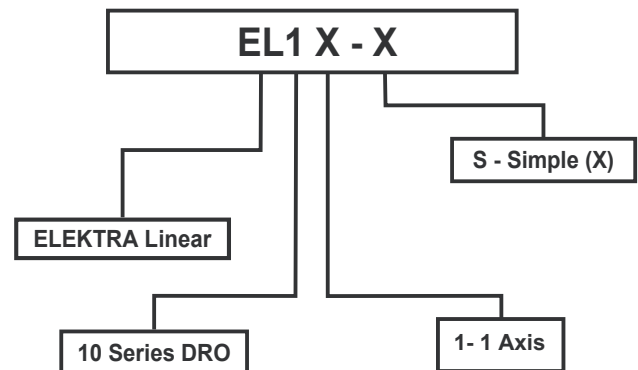 EL1 X - X
S - Simple (X)
ELEKTRA Linear
10 Series DRO
1- 1 Axis